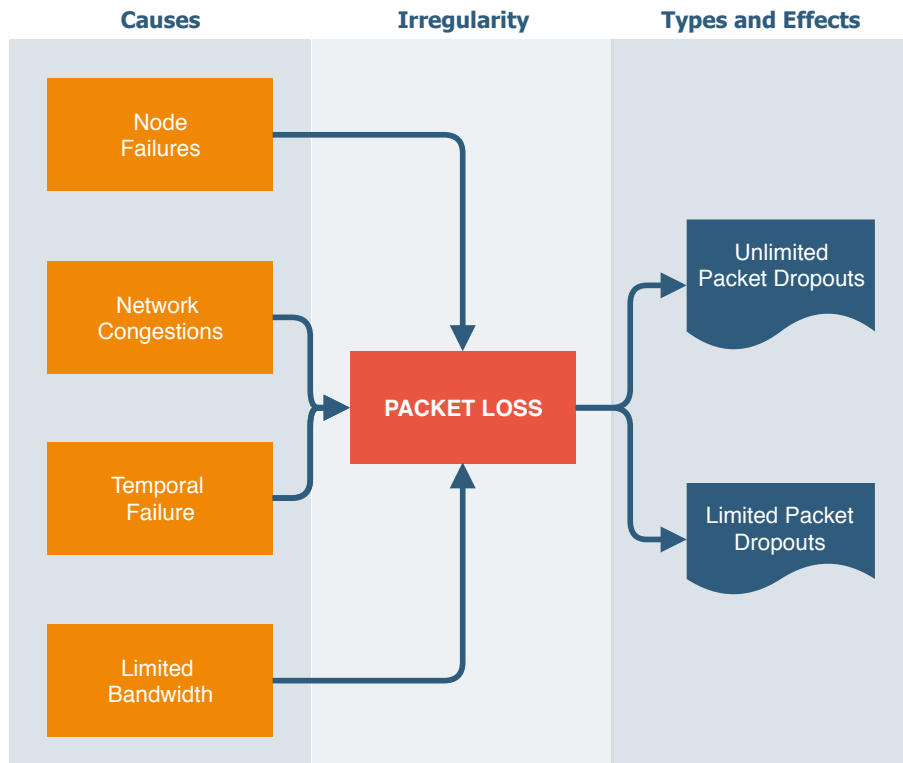 Causes
Irregularity
Types and Effects
Node
Failures
Network
Congestions
Temporal
Failure
Limited
Bandwidth
PACKET LOSS
Unlimited
Packet Dropouts
Limited Packet
Dropouts